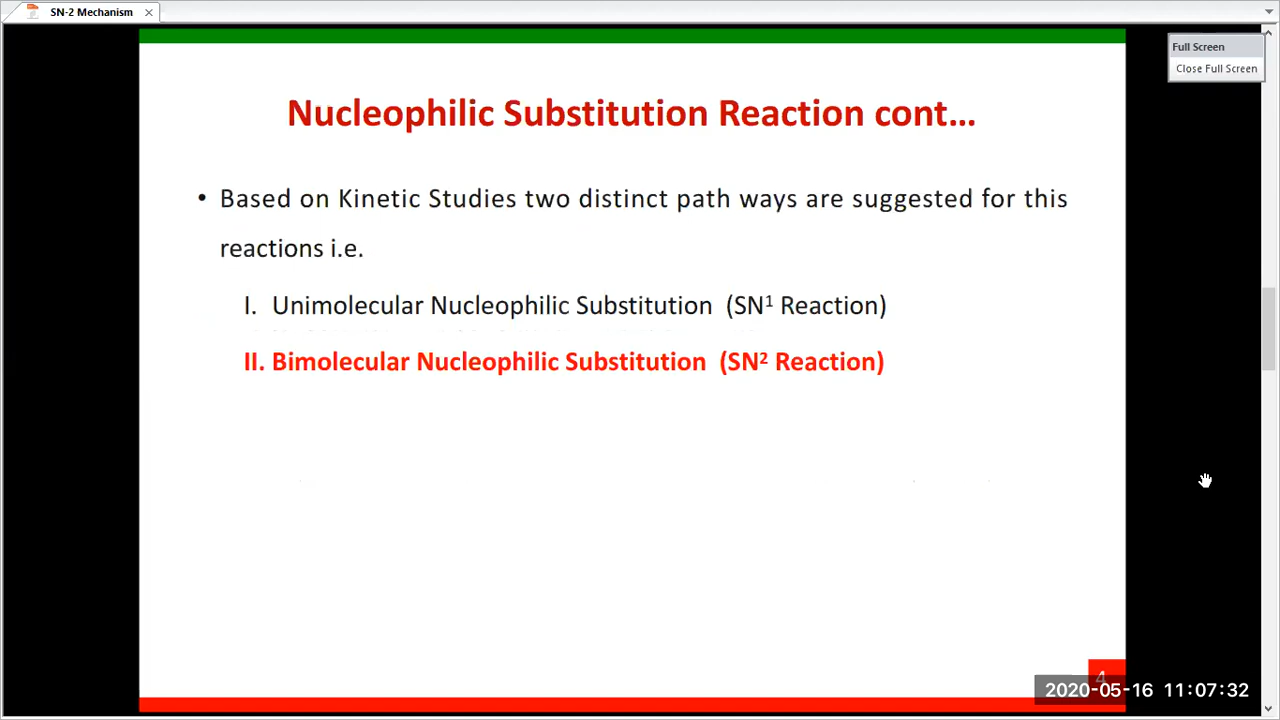 SN-2 Mechanism
Full Screen
Close Full Screen
Nucleophilic Substitution Reaction cont…
• Based on Kinetic Studies two distinct path ways are suggested for this
reactions i.e.
I. Unimolecular Nucleophilic Substitution (SN¹ Reaction)
II. Bimolecular Nucleophilic Substitution (SN² Reaction)
4
2020-05-16 11:07:32